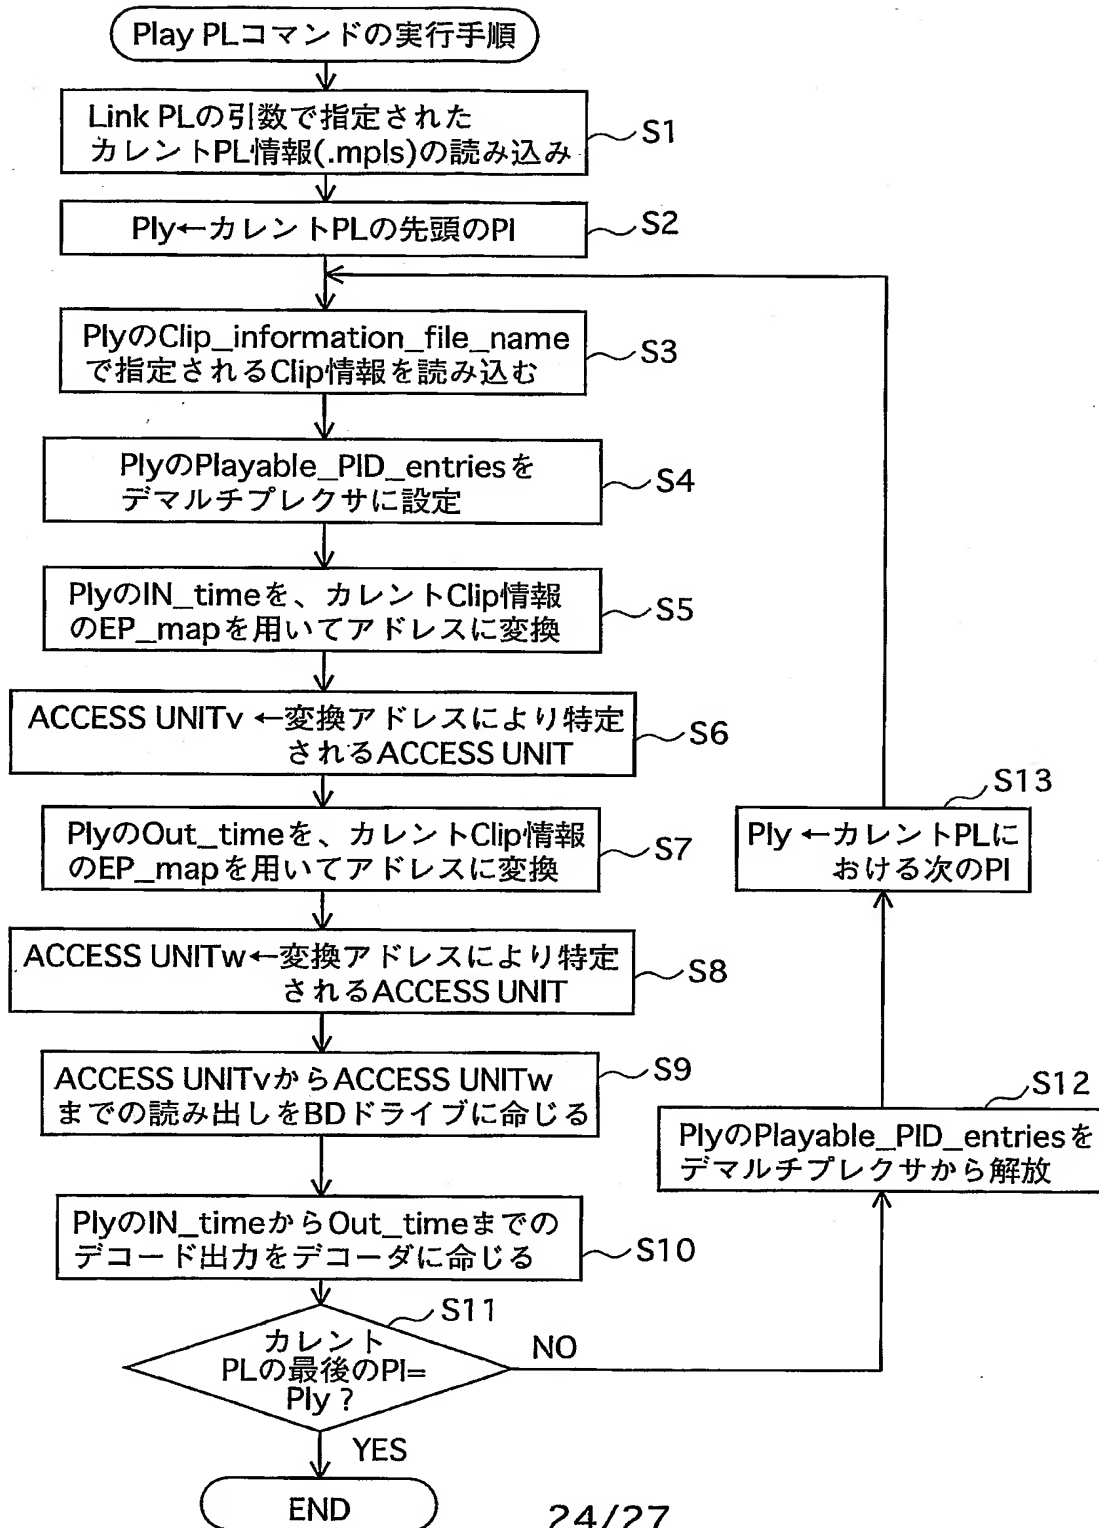 Play PLコマンドの実行手順
Link PLの引数で指定された
カレントPL情報(.mpls)の読み込み
S1
PIy←カレントPLの先頭のPI
S2
PIyのClip_information_file_name
で指定されるClip情報を読み込む
S3
PIyのPlayable_PID_entriesを
デマルチプレクサに設定
S4
PIyのIN_timeを、カレントClip情報
のEP_mapを用いてアドレスに変換
S5
ACCESS UNITv ←変換アドレスにより特定
されるACCESS UNIT
S6
PIyのOut_timeを、カレントClip情報
のEP_mapを用いてアドレスに変換
S7
ACCESS UNITw←変換アドレスにより特定
されるACCESS UNIT
S8
ACCESS UNITvからACCESS UNITw
までの読み出しをBDドライブに命じる
S9
PIyのIN_timeからOut_timeまでの
デコード出力をデコーダに命じる
S10
S11
カレント
PLの最後のPI=
PIy？
NO
YES
END
S12
PIyのPlayable_PID_entriesを
デマルチプレクサから解放
S13
PIy ←カレントPLに
おける次のPI
24/27